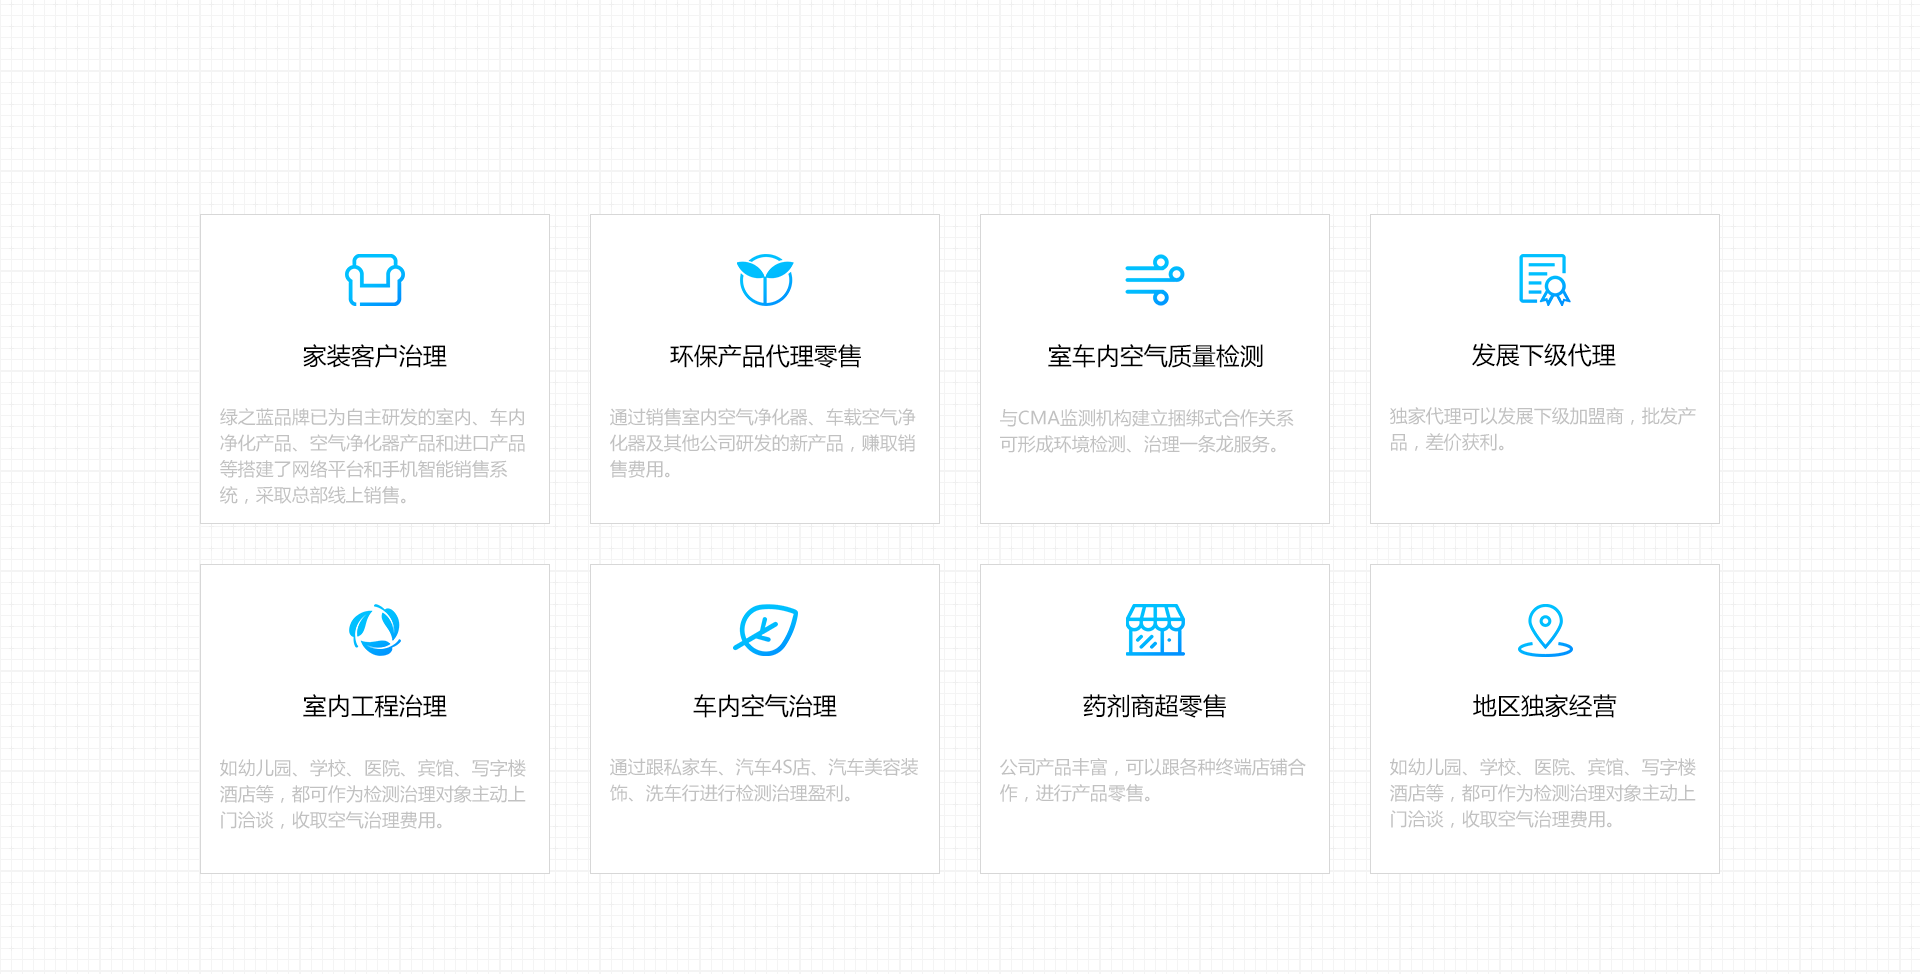 家装客户治理
绿之蓝品牌已为自主研发的室内、车内
净化产品、空气净化器产品和进口产品
等搭建了网络平台和手机智能销售系
统，采取总部线上销售。
环保产品代理零售
通过销售室内空气净化器、车载空气净
化器及其他公司研发的新产品，赚取销
售费用。
室车内空气质量检测
与CMA监测机构建立捆绑式合作关系
可形成环境检测、治理一条龙服务。
发展下级代理
独家代理可以发展下级加盟商，批发产
品，差价获利。
室内工程治理
如幼儿园、学校、医院、宾馆、写字楼
酒店等，都可作为检测治理对象主动上
门洽谈，收取空气治理费用。
车内空气治理
通过跟私家车、汽车4S店、汽车美容装
饰、洗车行进行检测治理盈利。
药剂商超零售
公司产品丰富，可以跟各种终端店铺合
作，进行产品零售。
地区独家经营
如幼儿园、学校、医院、宾馆、写字楼
酒店等，都可作为检测治理对象主动上
门洽谈，收取空气治理费用。